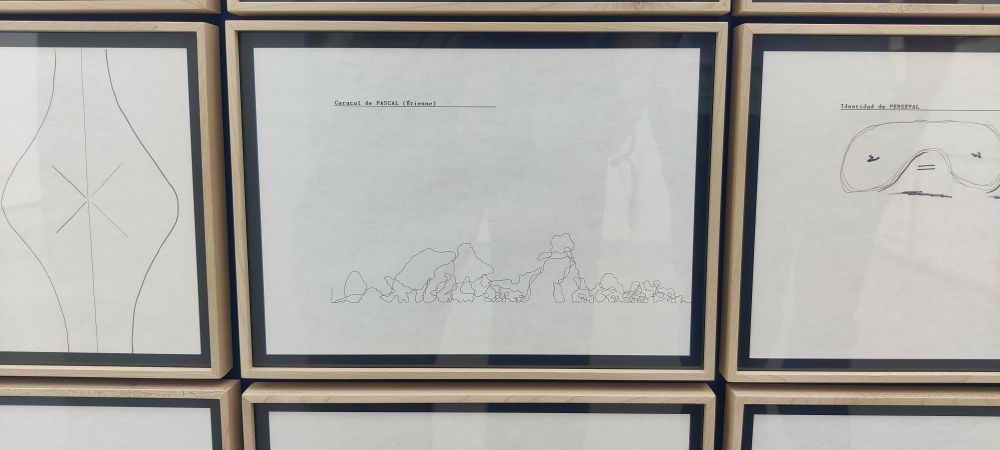 Caracol de PASCAL (Étienne)
Identidad de PERSEVAL